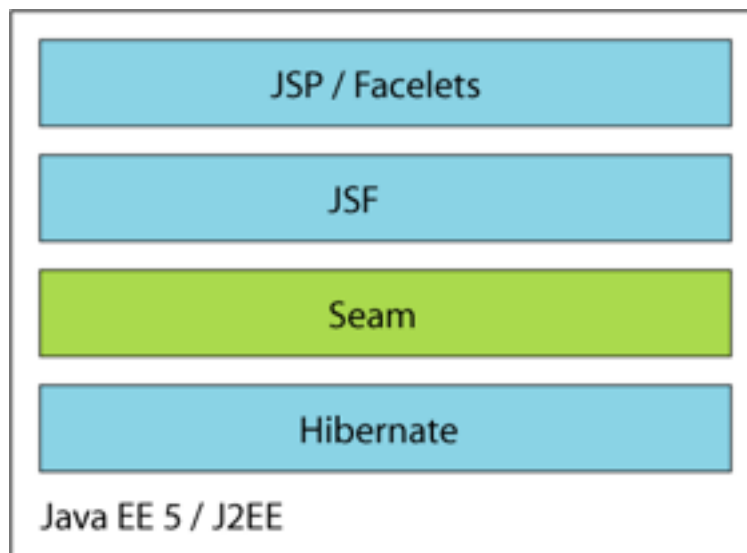 JSP / Facelets
JSF
Seam
Hibernate
Java EE 5 / J2EE